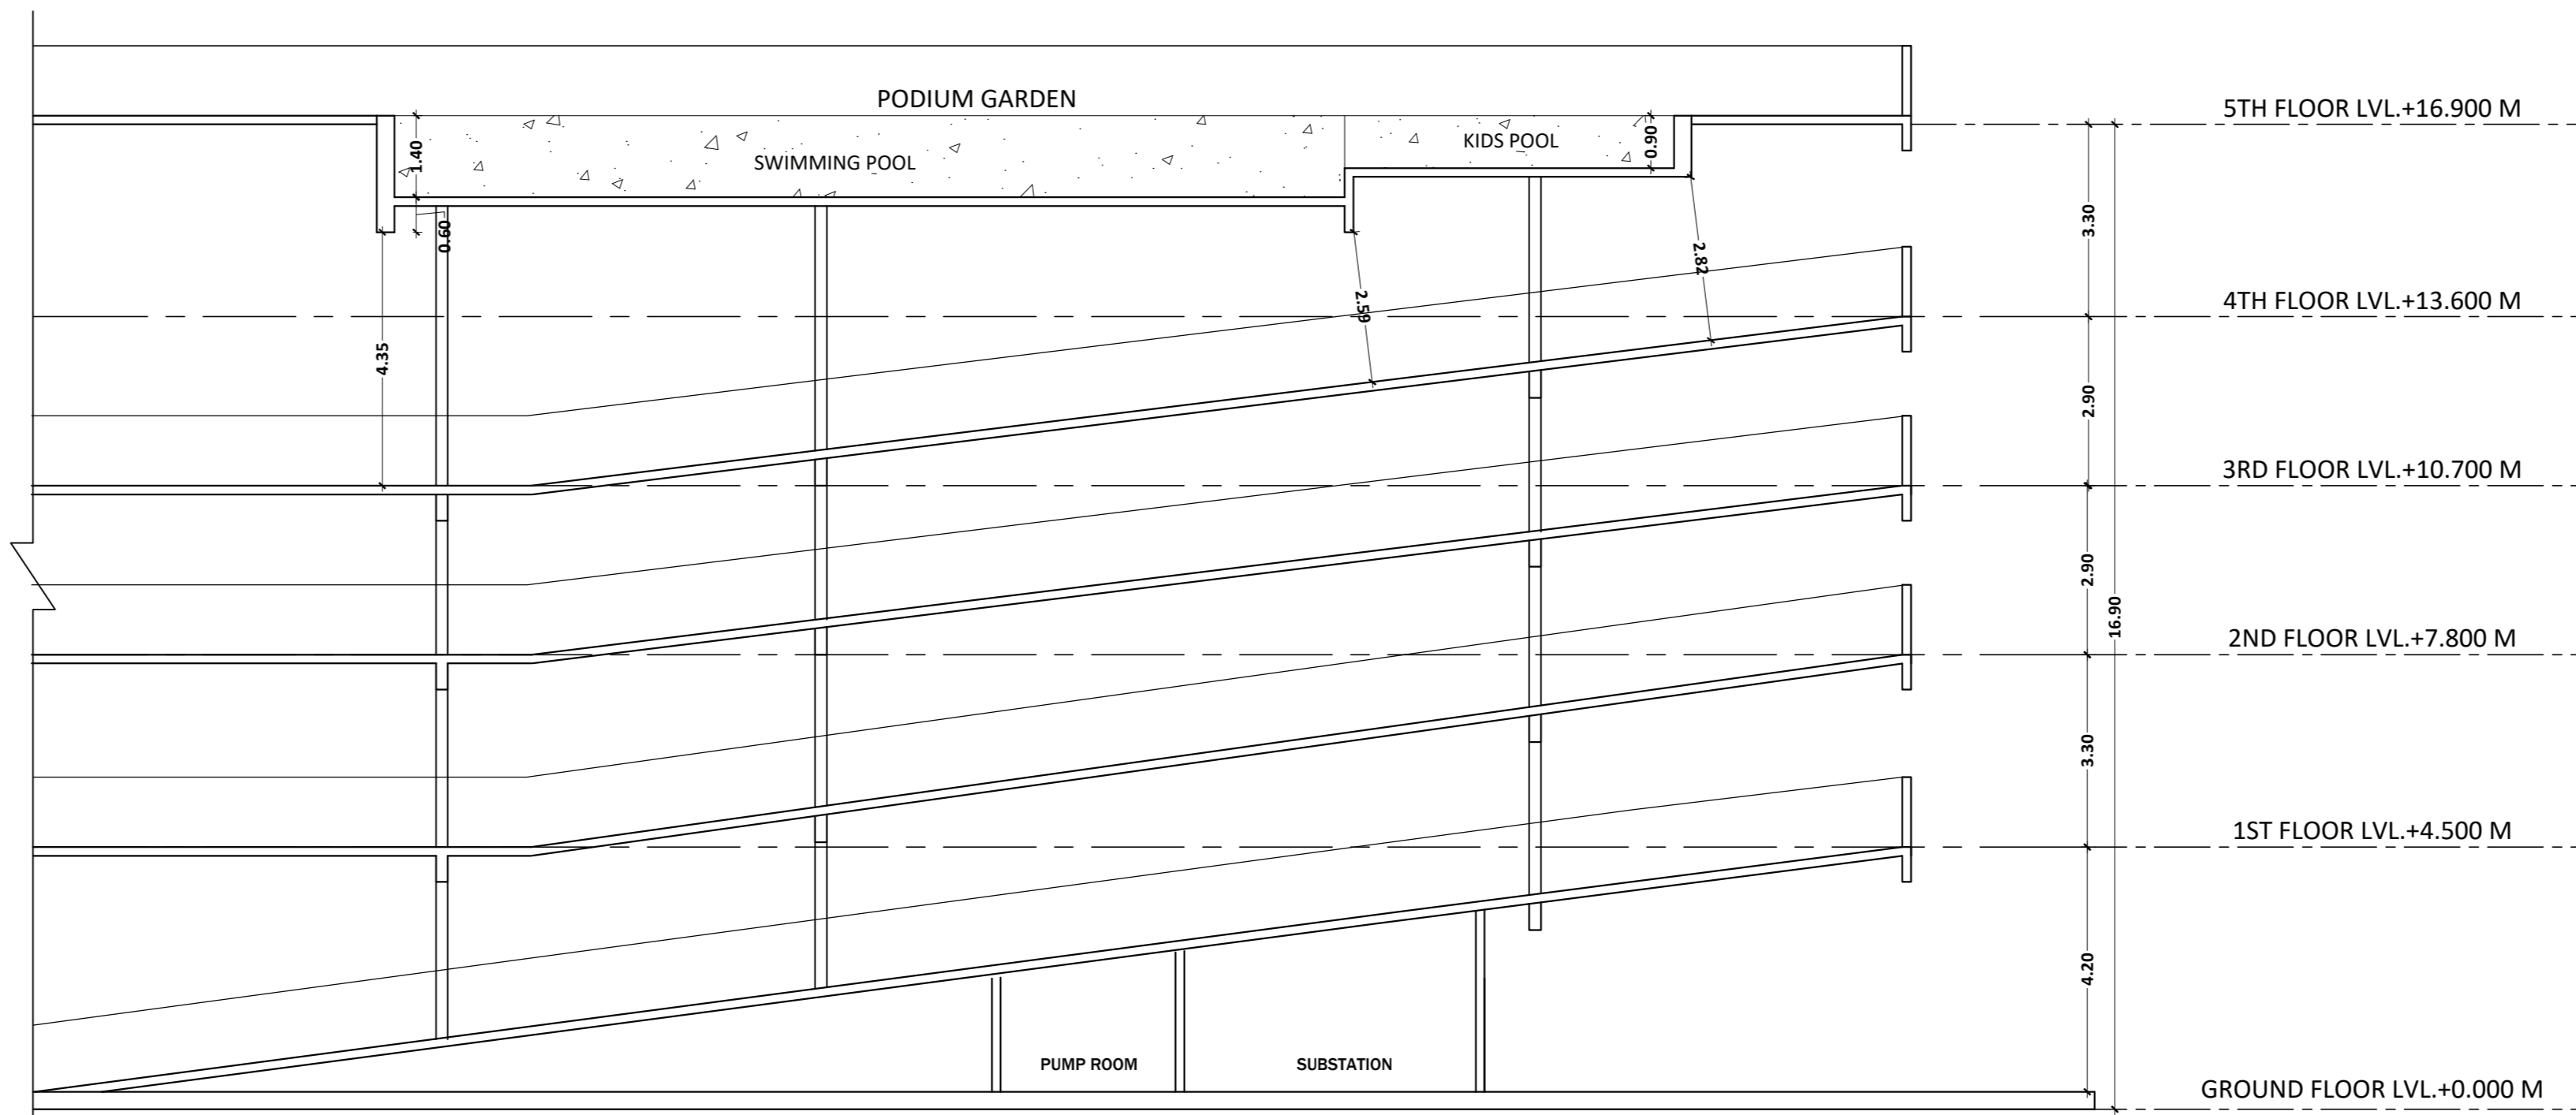 PODIUM GARDEN
5TH FLOOR LVL.+16.900 M
1.40
SWIMMING POOL
KIDS POOL
0.90
0.60
3.30
2.82
2.59
4TH FLOOR LVL.+13.600 M
4.35
2.90
3RD FLOOR LVL.+10.700 M
2.90
16.90
2ND FLOOR LVL.+7.800 M
3.30
1ST FLOOR LVL.+4.500 M
4.20
PUMP ROOM
SUBSTATION
GROUND FLOOR LVL.+0.000 M